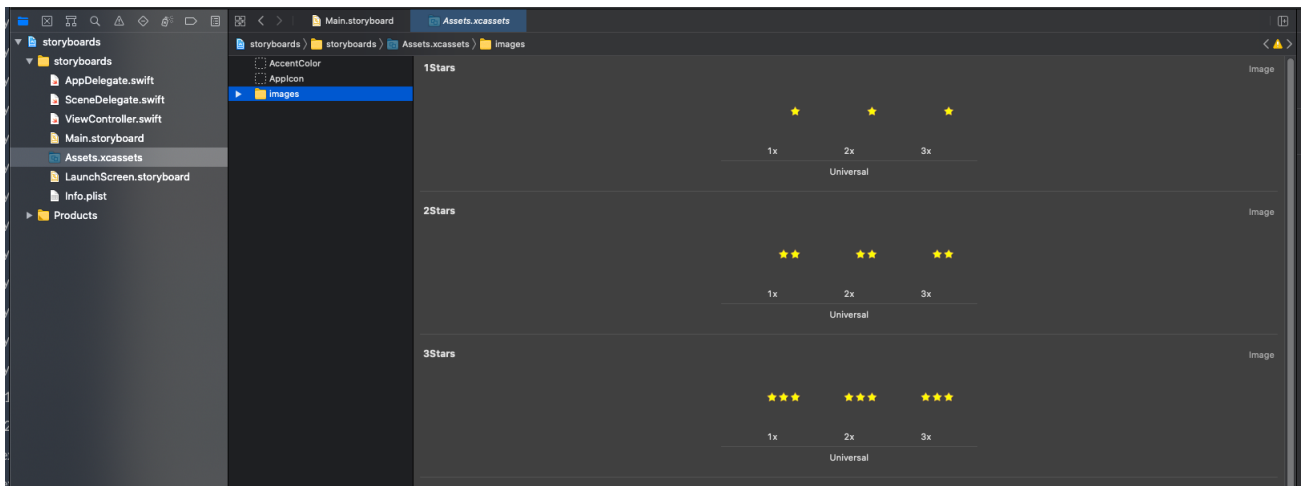 Main.storyboard
Assets.xcassets
storyboards
storyboards
AppDelegate.swift
SceneDelegate.swift
ViewController.swift
Main.storyboard
Assets.xcassets
LaunchScreen.storyboard
Info.plist
Products
storyboards
storyboards
Assets.xcassets
images
AccentColor
AppIcon
images
1Stars
Image
1x
2x
3x
Universal
2Stars
Image
1x
2x
3x
Universal
3Stars
Image
1x
2x
3x
Universal